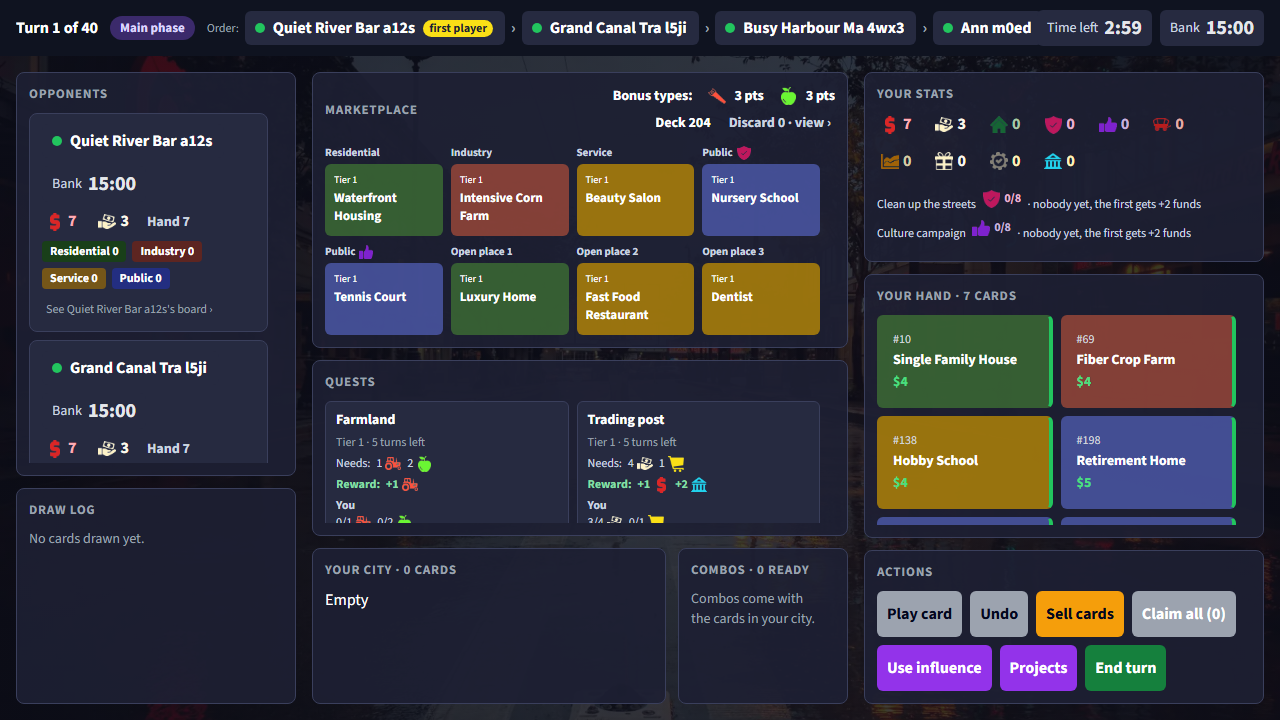 Turn 1 of 40 Main phase Order: Quiet River Bar a12s first player › Grand Canal Tra l5ji › Busy Harbour Ma 4wx3 › Ann m0ed Time left 2:59 Bank 15:00
OPPONENTS
Quiet River Bar a12s
Bank 15:00
7 3 Hand 7
Residential 0 Industry 0
Service 0 Public 0
See Quiet River Bar a12s's board ›
Grand Canal Tra l5ji
Bank 15:00
7 3 Hand 7
DRAW LOG
No cards drawn yet.
MARKETPLACE
Bonus types: 3 pts 3 pts
Deck 204 Discard 0 · view ›
Residential Industry Service Public
Tier 1 Tier 1 Tier 1 Tier 1
Waterfront Intensive Corn Beauty Salon Nursery School
Housing Farm
Public Open place 1 Open place 2 Open place 3
Tier 1 Tier 1 Tier 1 Tier 1
Tennis Court Luxury Home Fast Food Dentist
Restaurant
QUESTS
Farmland
Tier 1 · 5 turns left
Needs: 1 2
Reward: +1
You
0/1 0/2
Trading post
Tier 1 · 5 turns left
Needs: 4 1
Reward: +1 +2
You
3/4 0/1
YOUR CITY · 0 CARDS
Empty
COMBOS · 0 READY
Combos come with
the cards in your city.
YOUR STATS
7 3 0 0 0 0
0 0 0 0
Clean up the streets 0/8 · nobody yet, the first gets +2 funds
Culture campaign 0/8 · nobody yet, the first gets +2 funds
YOUR HAND · 7 CARDS
#10 #69
Single Family House Fiber Crop Farm
$4 $4
#138 #198
Hobby School Retirement Home
$4 $5
ACTIONS
Play card Undo Sell cards Claim all (0)
Use influence Projects End turn